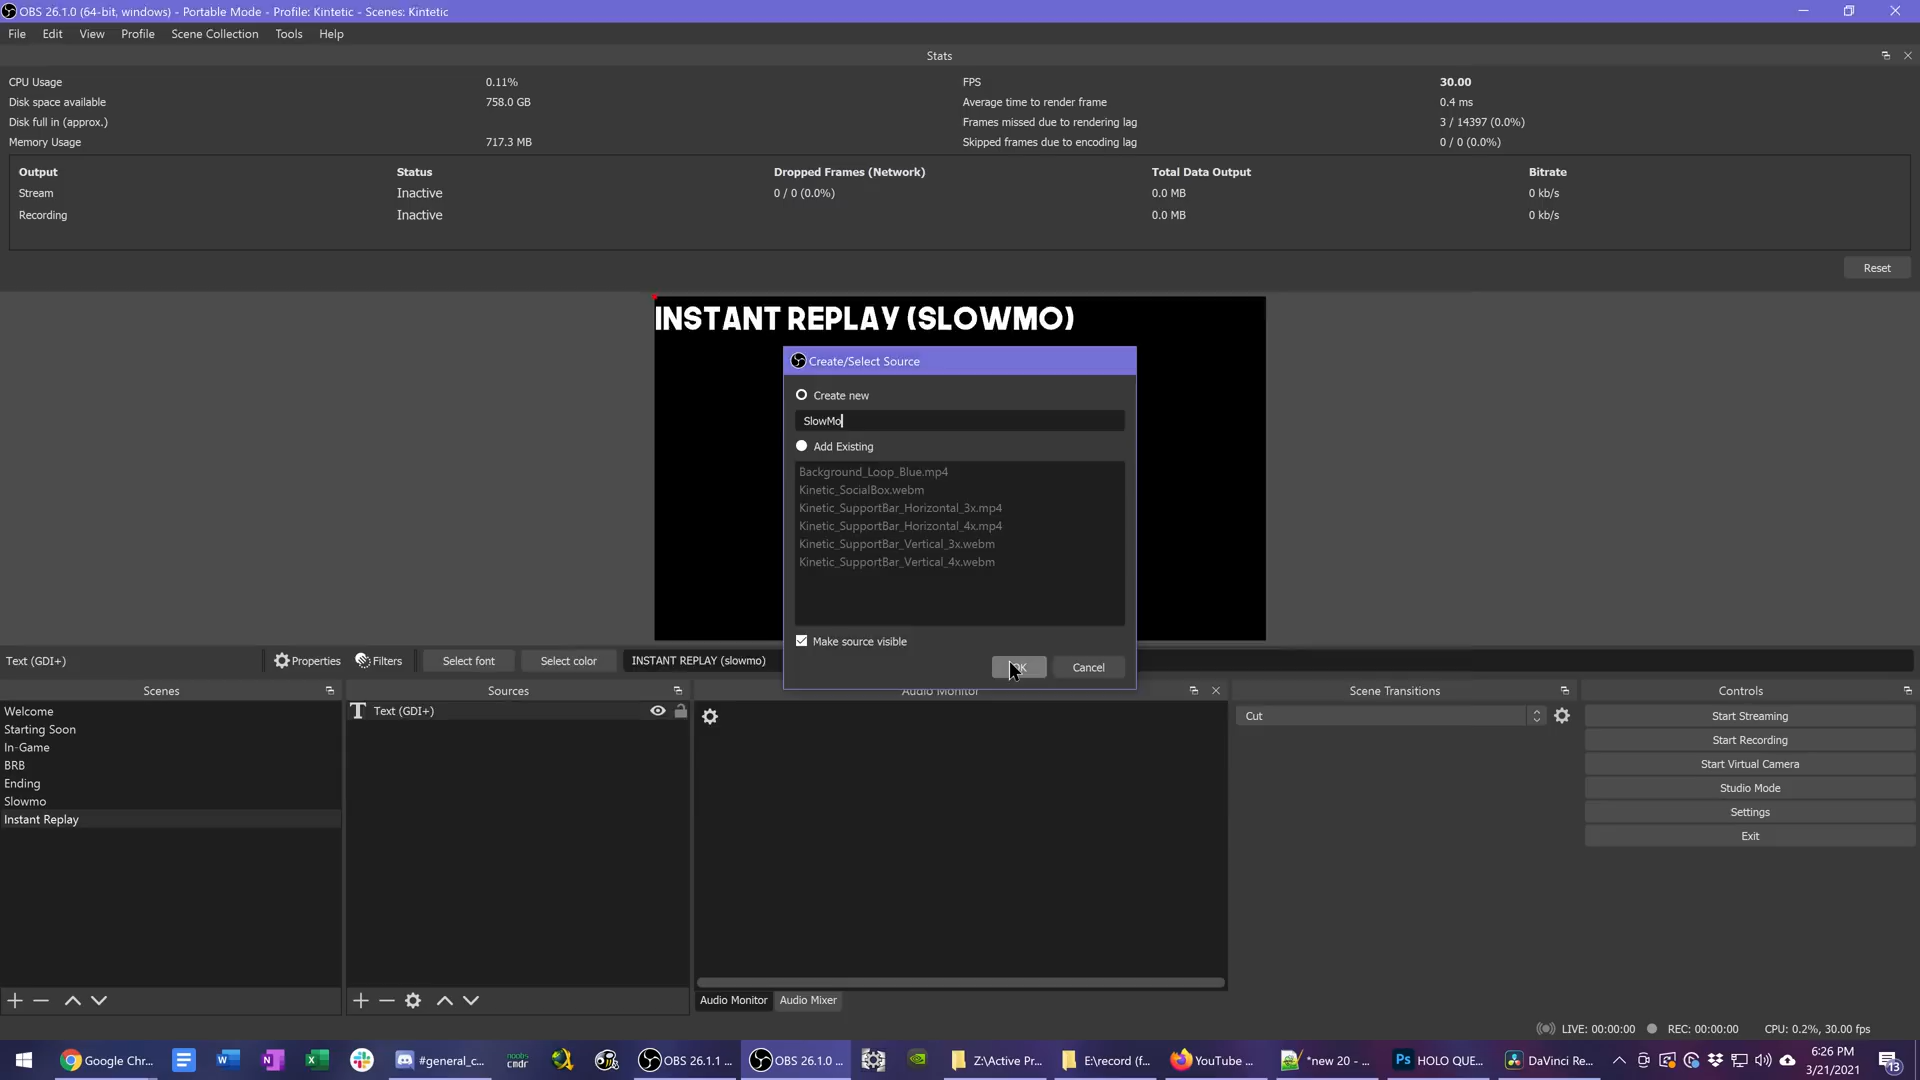 OBS 26.1.0 (64-bit, windows) - Portable Mode - Profile: Kintetic - Scenes: Kintetic
File Edit View Profile Scene Collection Tools Help
Stats
CPU Usage 0.11% FPS 30.00
Disk space available 758.0 GB Average time to render frame 0.4 ms
Disk full in (approx.) Frames missed due to rendering lag 3 / 14397 (0.0%)
Memory Usage 717.3 MB Skipped frames due to encoding lag 0 / 0 (0.0%)
Output Status Dropped Frames (Network) Total Data Output Bitrate
Stream Inactive 0 / 0 (0.0%) 0.0 MB 0 kb/s
Recording Inactive 0.0 MB 0 kb/s
Reset
INSTANT REPLAY (SLOWMO)
Create/Select Source
Create new
SlowMo
Add Existing
Background_Loop_Blue.mp4
Kinetic_SocialBox.webm
Kinetic_SupportBar_Horizontal_3x.mp4
Kinetic_SupportBar_Horizontal_4x.mp4
Kinetic_SupportBar_Vertical_3x.webm
Kinetic_SupportBar_Vertical_4x.webm
Make source visible
OK Cancel
Text (GDI+) Properties Filters Select font Select color INSTANT REPLAY (slowmo)
Scenes Sources Audio Monitor Scene Transitions Controls
Welcome Text (GDI+) Cut Start Streaming
Starting Soon Start Recording
In-Game Start Virtual Camera
BRB Studio Mode
Ending Settings
Slowmo Exit
Instant Replay
Audio Monitor Audio Mixer
LIVE: 00:00:00 REC: 00:00:00 CPU: 0.2%, 30.00 fps
Google Chr... #general_c... noobs cmdr OBS 26.1.1 ... OBS 26.1.0 ... Z:\Active Pr... E:\record (f... YouTube ... *new 20 - ... Ps HOLO QUE... DaVinci Re... 6:26 PM
3/21/2021 13